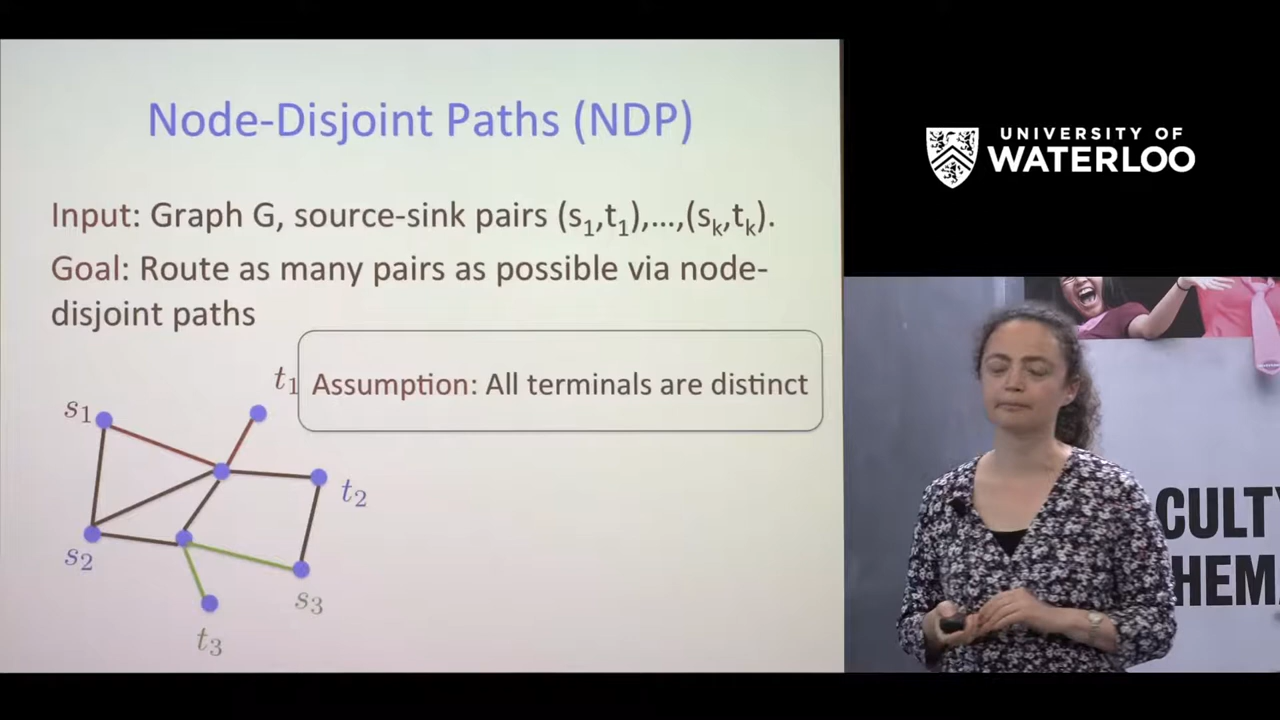 Node-Disjoint Paths (NDP)
Input: Graph G, source-sink pairs (s₁,t₁),...,(sₖ,tₖ).
Goal: Route as many pairs as possible via node-
disjoint paths
Assumption: All terminals are distinct
t₁
s₁
t₂
s₂
s₃
t₃
UNIVERSITY OF
WATERLOO
CULTY
HEM